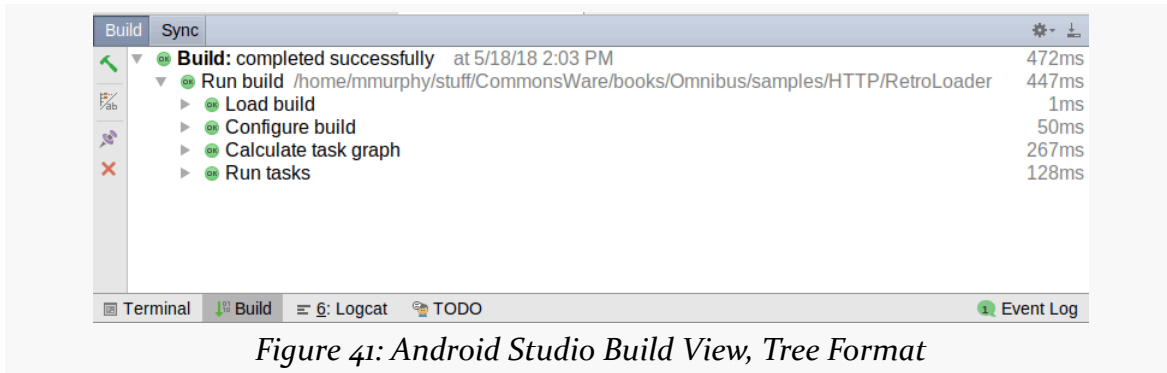 Build Sync
Build: completed successfully at 5/18/18 2:03 PM 472ms
Run build /home/mmurphy/stuff/CommonsWare/books/Omnibus/samples/HTTP/RetroLoader 447ms
Load build 1ms
Configure build 50ms
Calculate task graph 267ms
Run tasks 128ms
Terminal Build 6: Logcat TODO 1 Event Log
Figure 41: Android Studio Build View, Tree Format